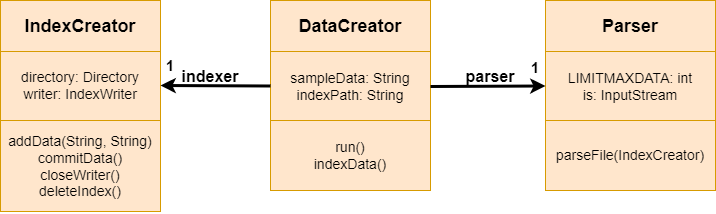 IndexCreator
directory: Directory
writer: IndexWriter
addData(String, String)
commitData()
closeWriter()
deleteIndex()
1
indexer
DataCreator
sampleData: String
indexPath: String
run()
indexData()
parser
1
Parser
LIMITMAXDATA: int
is: InputStream
parseFile(IndexCreator)